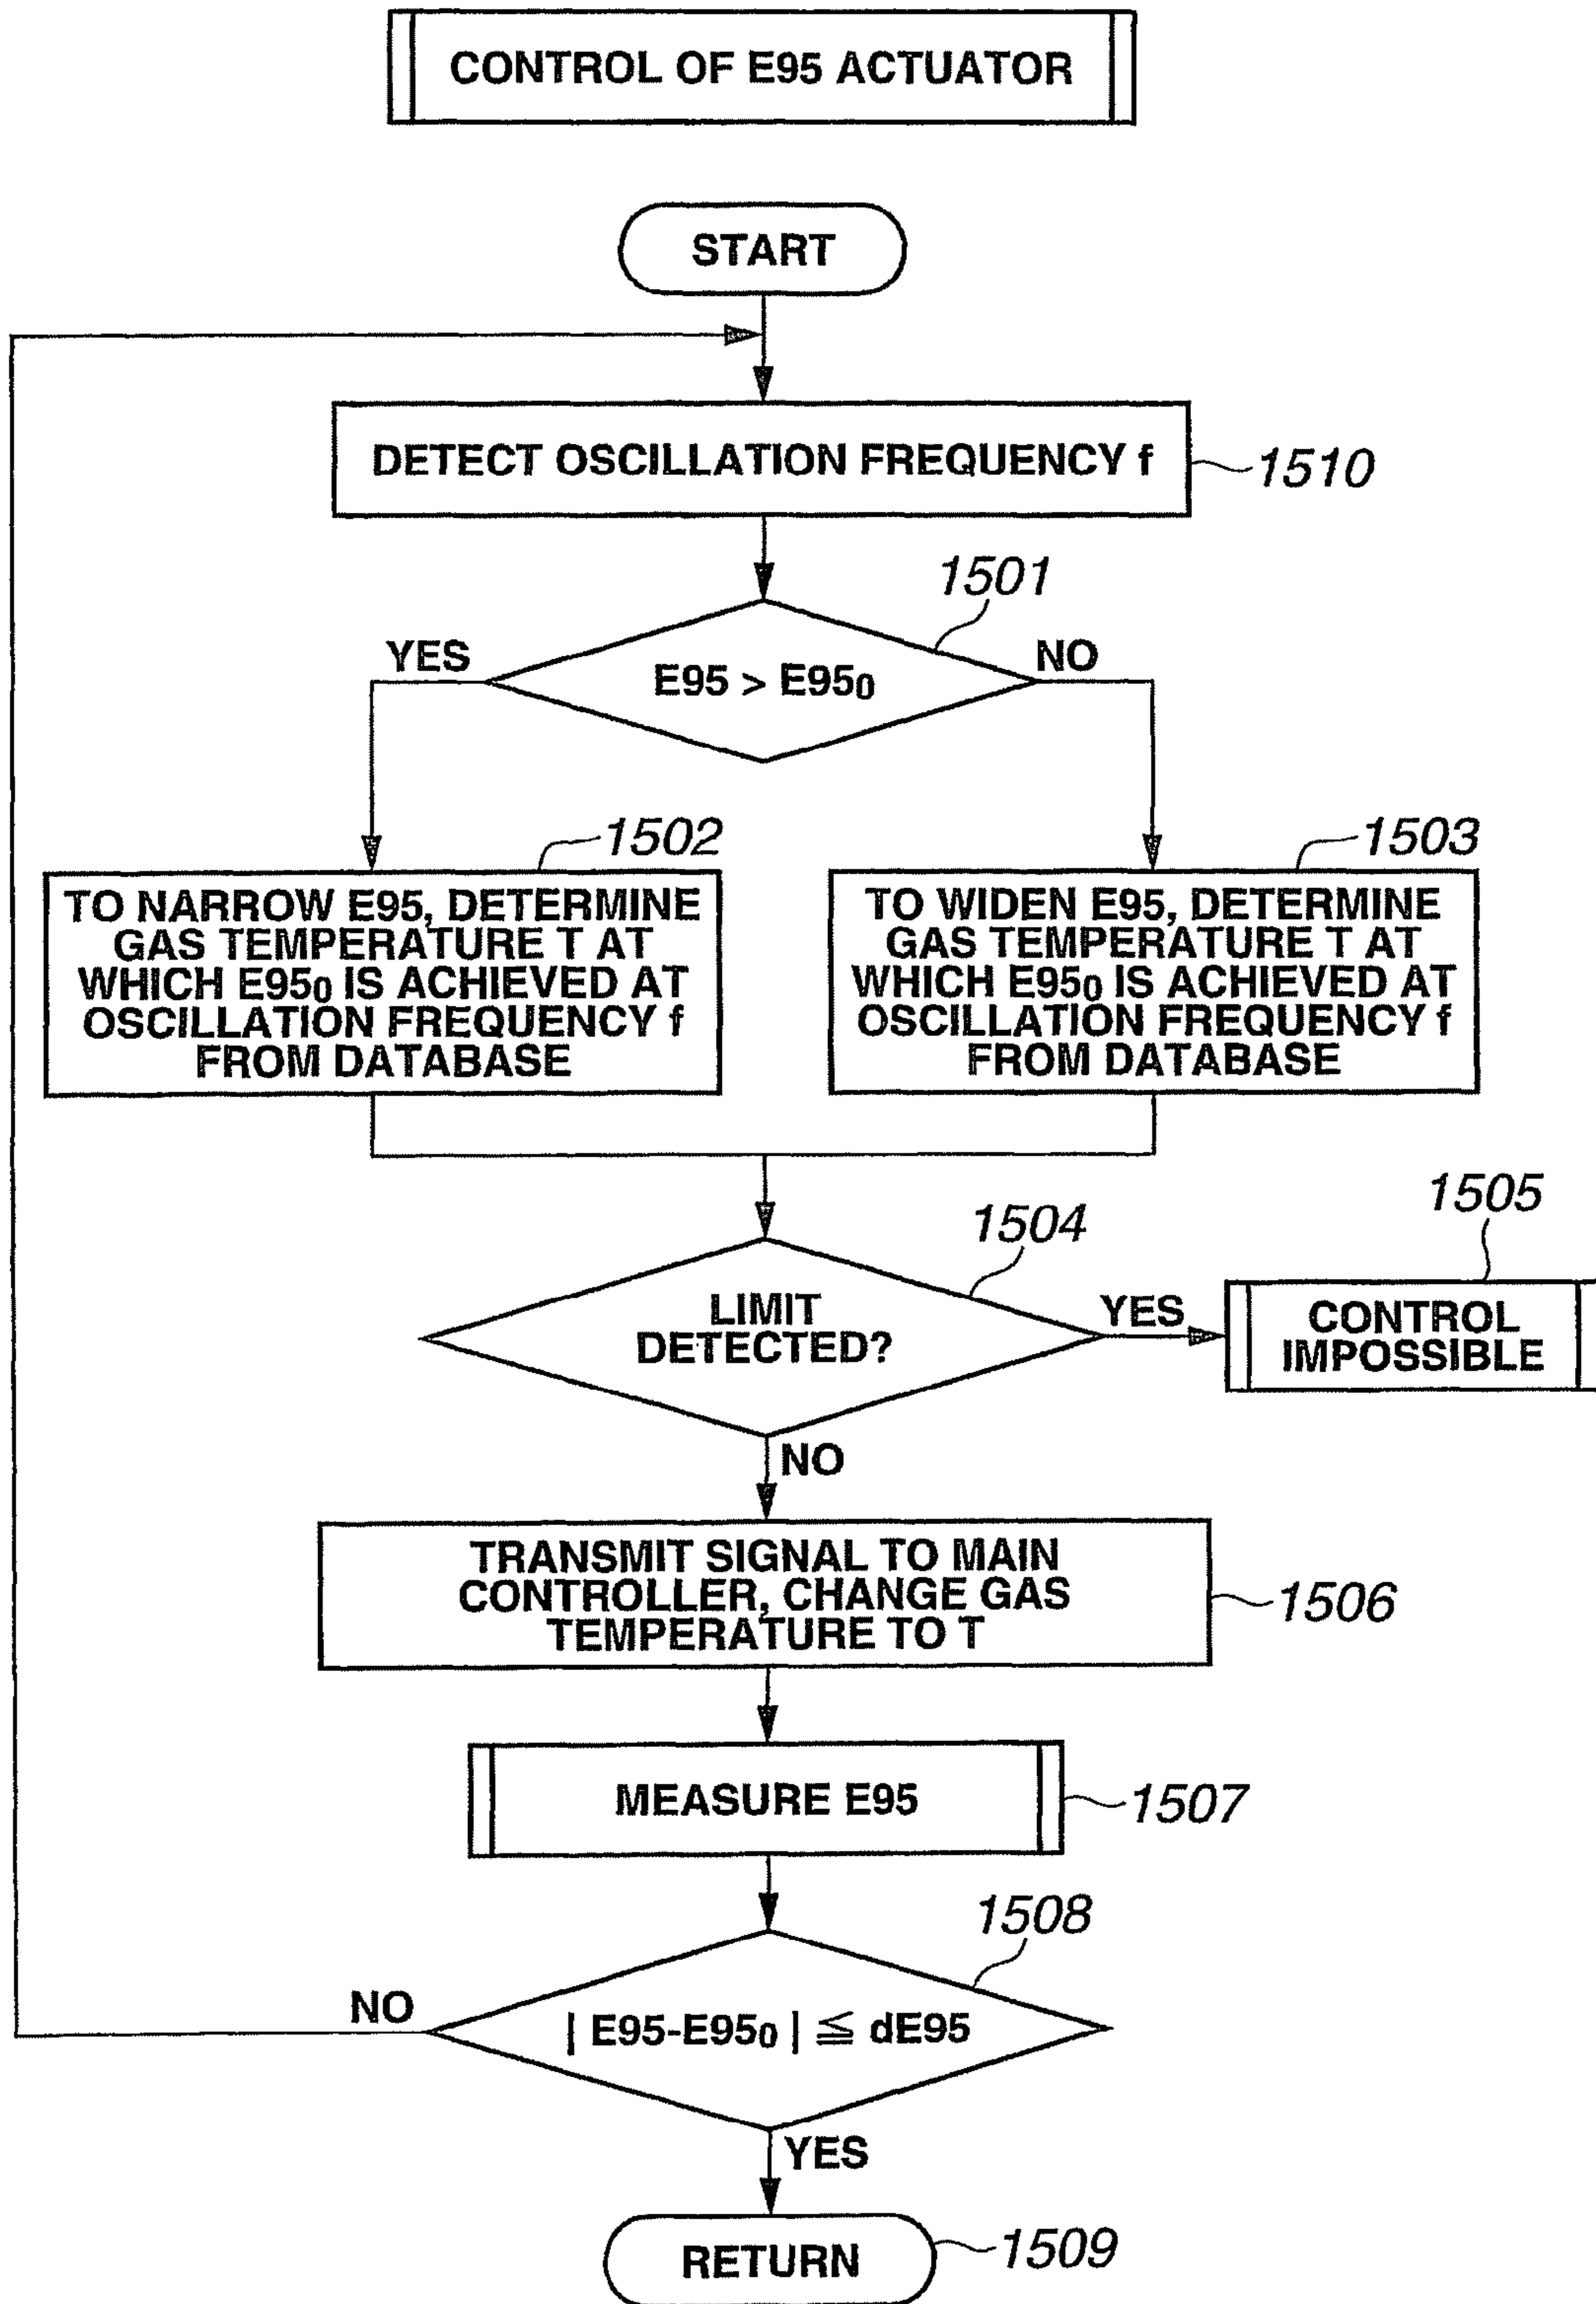 CONTROL OF E95 ACTUATOR
START
DETECT OSCILLATION FREQUENCY f
1510
1501
YES
E95 > E95₀
NO
1502
TO NARROW E95, DETERMINE
GAS TEMPERATURE T AT
WHICH E95₀ IS ACHIEVED AT
OSCILLATION FREQUENCY f
FROM DATABASE
1503
TO WIDEN E95, DETERMINE
GAS TEMPERATURE T AT
WHICH E95₀ IS ACHIEVED AT
OSCILLATION FREQUENCY f
FROM DATABASE
1504
LIMIT
DETECTED?
YES
1505
CONTROL
IMPOSSIBLE
NO
TRANSMIT SIGNAL TO MAIN
CONTROLLER, CHANGE GAS
TEMPERATURE TO T
1506
MEASURE E95
1507
1508
NO
| E95-E95₀ | ≦ dE95
YES
RETURN
1509